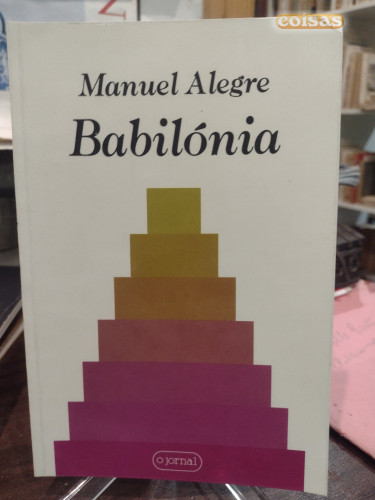 coisas
Manuel Alegre
Babilónia
o jornal